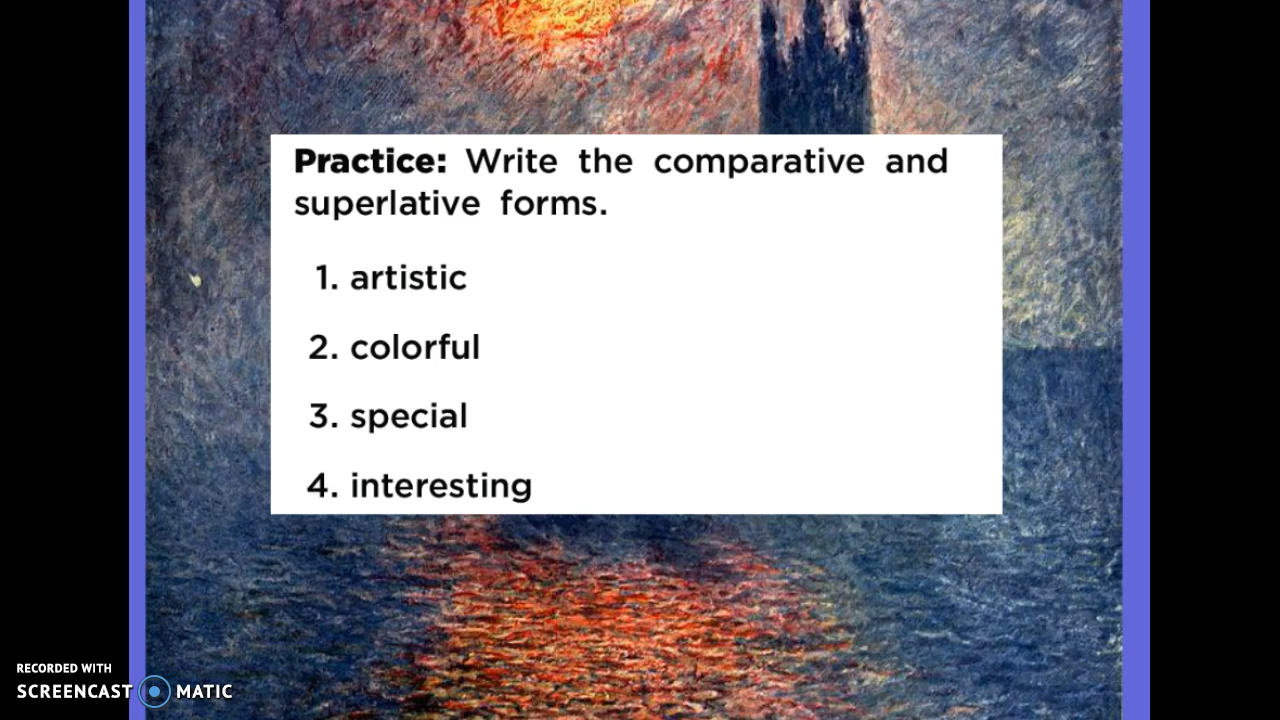 Practice: Write the comparative and
superlative forms.
1. artistic
2. colorful
3. special
4. interesting
RECORDED WITH
SCREENCAST MATIC